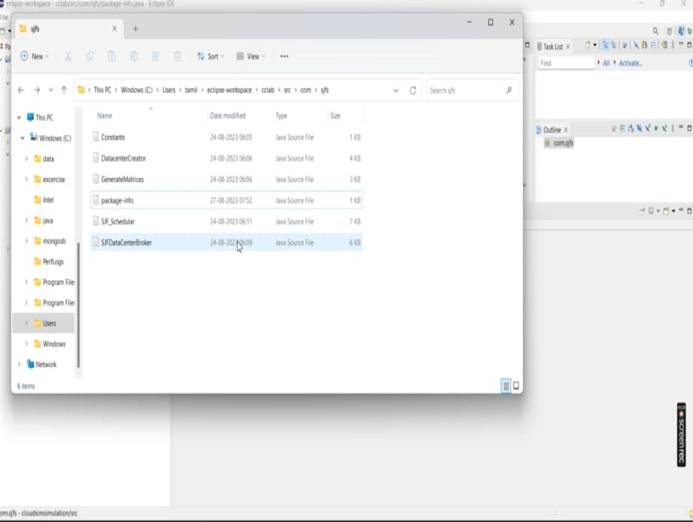 eclipse-workspace - cclab/src/com/sjfs/package-info.java - Eclipse IDE
sjfs
New
Sort
View
This PC > Windows (C:) > Users > tamil > eclipse-workspace > cclab > src > com > sjfs
Search sjfs
Name Date modified Type Size
Constants 24-08-2023 06:05 Java Source File 1 KB
DatacenterCreator 24-08-2023 06:06 Java Source File 4 KB
GenerateMatrices 24-08-2023 06:06 Java Source File 3 KB
package-info 27-08-2023 07:52 Java Source File 1 KB
SJF_Schedular 24-08-2023 06:11 Java Source File 7 KB
SJFDataCenterBroker 24-08-2023 06:09 Java Source File 6 KB
This PC
Windows (C:)
data
excercise
Intel
java
mongosh
PerfLogs
Program File
Program File
Users
Windows
Network
6 items
Task List
Find
All
Activate...
Outline
com.sjfs
screenrec
om.sjfs - cloudsimsimulation/src